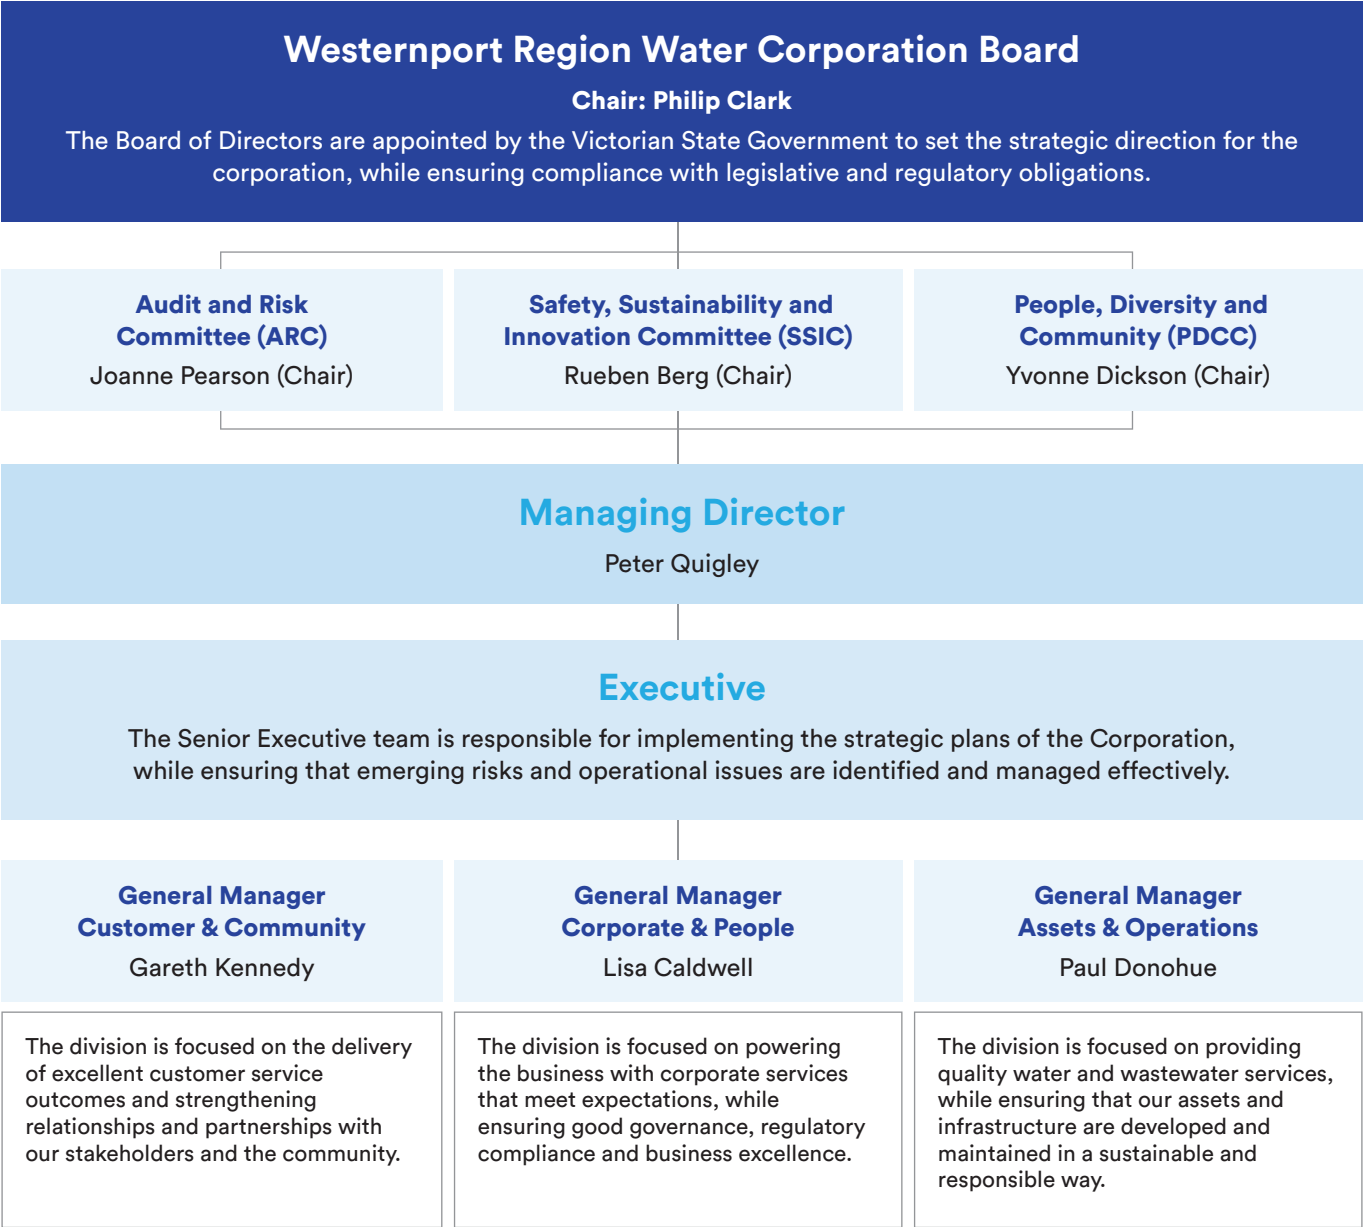 Westernport Region Water Corporation Board
Chair: Philip Clark
The Board of Directors are appointed by the Victorian State Government to set the strategic direction for the
corporation, while ensuring compliance with legislative and regulatory obligations.
Audit and Risk
Committee (ARC)
Joanne Pearson (Chair)
Safety, Sustainability and
Innovation Committee (SSIC)
Rueben Berg (Chair)
People, Diversity and
Community (PDCC)
Yvonne Dickson (Chair)
Managing Director
Peter Quigley
Executive
The Senior Executive team is responsible for implementing the strategic plans of the Corporation,
while ensuring that emerging risks and operational issues are identified and managed effectively.
General Manager
Customer & Community
Gareth Kennedy
The division is focused on the delivery
of excellent customer service
outcomes and strengthening
relationships and partnerships with
our stakeholders and the community.
General Manager
Corporate & People
Lisa Caldwell
The division is focused on powering
the business with corporate services
that meet expectations, while
ensuring good governance, regulatory
compliance and business excellence.
General Manager
Assets & Operations
Paul Donohue
The division is focused on providing
quality water and wastewater services,
while ensuring that our assets and
infrastructure are developed and
maintained in a sustainable and
responsible way.